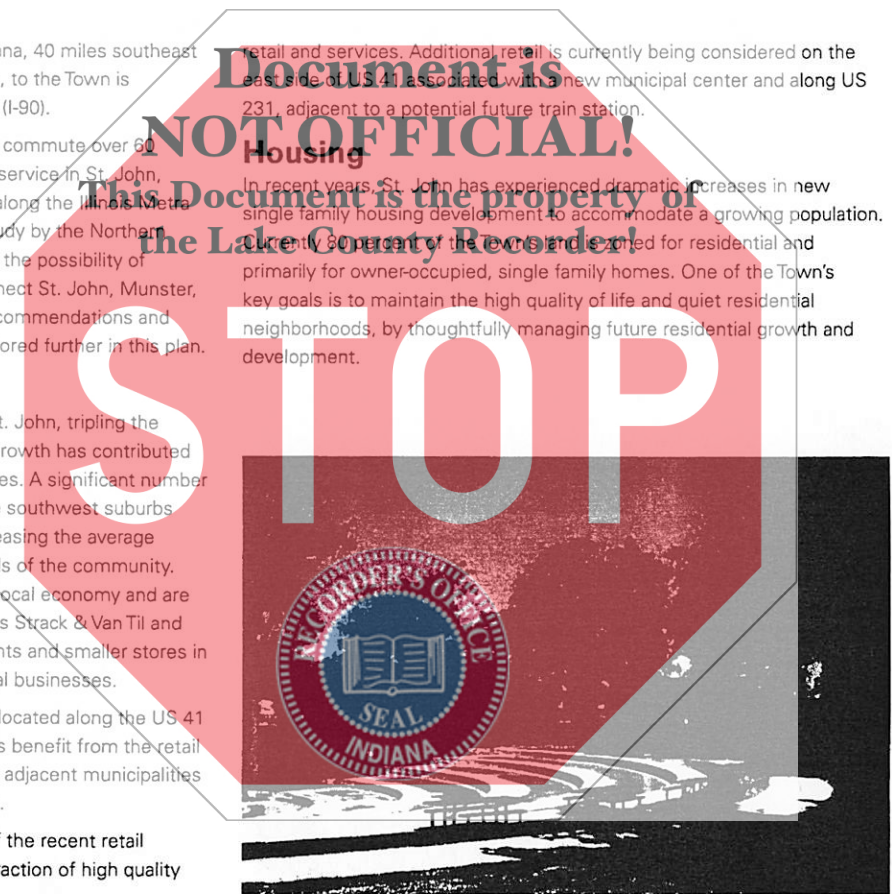 ana, 40 miles southeast
, to the Town is
(I-90).
commute over 60
service in St. John,
along the Illinois Metra
udy by the Northern
the possibility of
nect St. John, Munster,
commendations and
ored further in this plan.
t. John, tripling the
rowth has contributed
es. A significant number
southwest suburbs
easing the average
ls of the community.
ocal economy and are
s Strack & Van Til and
nts and smaller stores in
al businesses.
located along the US 41
s benefit from the retail
adjacent municipalities
.
f the recent retail
raction of high quality
retail and services. Additional retail is currently being considered on the
east side of US 41 associated with a new municipal center and along US
231, adjacent to a potential future train station.
Housing
In recent years, St. John has experienced dramatic increases in new
single family housing development to accommodate a growing population.
Currently 80 percent of the Town's land is zoned for residential and
primarily for owner-occupied, single family homes. One of the Town's
key goals is to maintain the high quality of life and quiet residential
neighborhoods, by thoughtfully managing future residential growth and
development.
Document is
NOT OFFICIAL!
This Document is the property of
the Lake County Recorder!
STOP
RECORDER'S OFFICE
SEAL
INDIANA